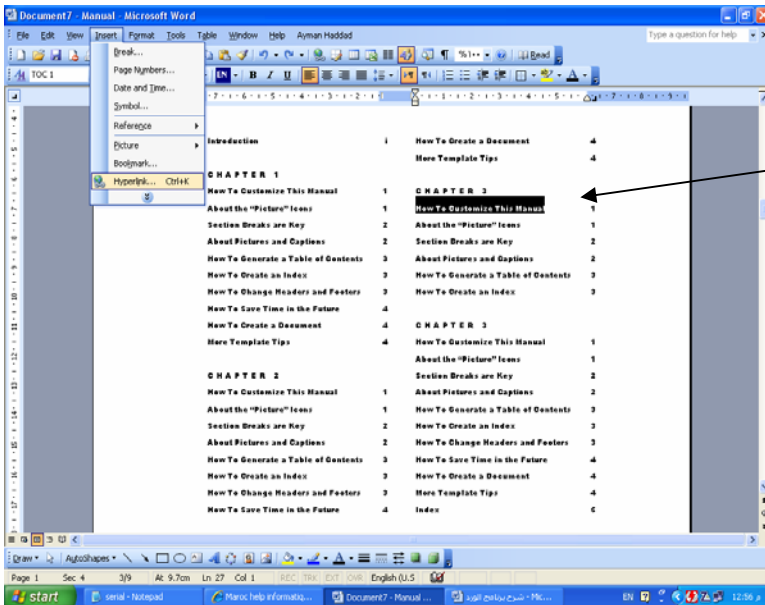 Document7 - Manual - Microsoft Word
File Edit View Insert Format Tools Table Window Help Ayman Haddad
Type a question for help
TOC 1
EN
B I U
Read
Break...
Page Numbers...
Date and Time...
Symbol...
Reference
Picture
Bookmark...
Hyperlink... Ctrl+K
Introduction i
CHAPTER 1
How To Customize This Manual 1
About the "Picture" Icons 1
Section Breaks are Key 2
About Pictures and Captions 2
How To Generate a Table of Contents 3
How To Create an Index 3
How To Change Headers and Footers 3
How To Save Time in the Future 4
How To Create a Document 4
More Template Tips 4
CHAPTER 2
How To Customize This Manual 1
About the "Picture" Icons 1
Section Breaks are Key 2
About Pictures and Captions 2
How To Generate a Table of Contents 3
How To Create an Index 3
How To Change Headers and Footers 3
How To Save Time in the Future 4
How To Create a Document 4
More Template Tips 4
CHAPTER 3
How To Customize This Manual 1
About the "Picture" Icons 1
Section Breaks are Key 2
About Pictures and Captions 2
How To Generate a Table of Contents 3
How To Create an Index 3
CHAPTER 3
How To Customize This Manual 1
About the "Picture" Icons 1
Section Breaks are Key 2
About Pictures and Captions 2
How To Generate a Table of Contents 3
How To Create an Index 3
How To Change Headers and Footers 3
How To Save Time in the Future 4
How To Create a Document 4
More Template Tips 4
Index 6
Draw AutoShapes
Page 1 Sec 4 3/9 At 9.7cm Ln 27 Col 1 REC TRK EXT OVR English (U.S
start serial - Notepad Maroc help informatiq... Document7 - Manual ... شرح برنامج الورد - Mic... EN 12:56 م